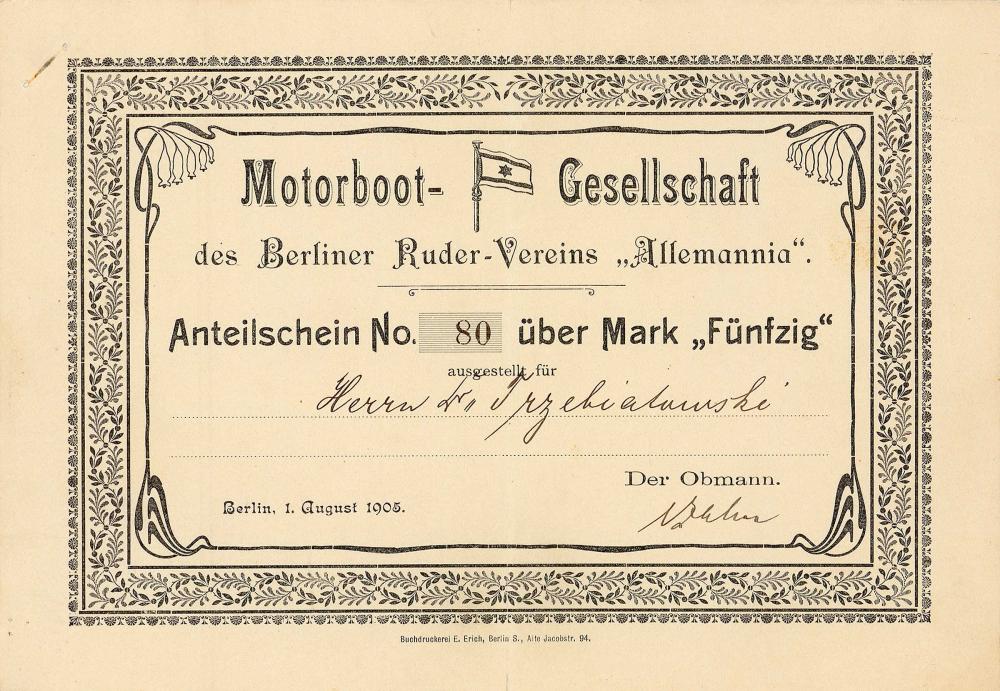 Motorboot- Gesellschaft
des Berliner Ruder-Vereins „Allemannia“.
Anteilschein No. 80 über Mark „Fünfzig“
ausgestellt für
Herrn Dr. Trzebiatowski
Der Obmann.
Berlin, 1. August 1905.
Buchdruckerei E. Erich, Berlin S., Alte Jacobstr. 94.